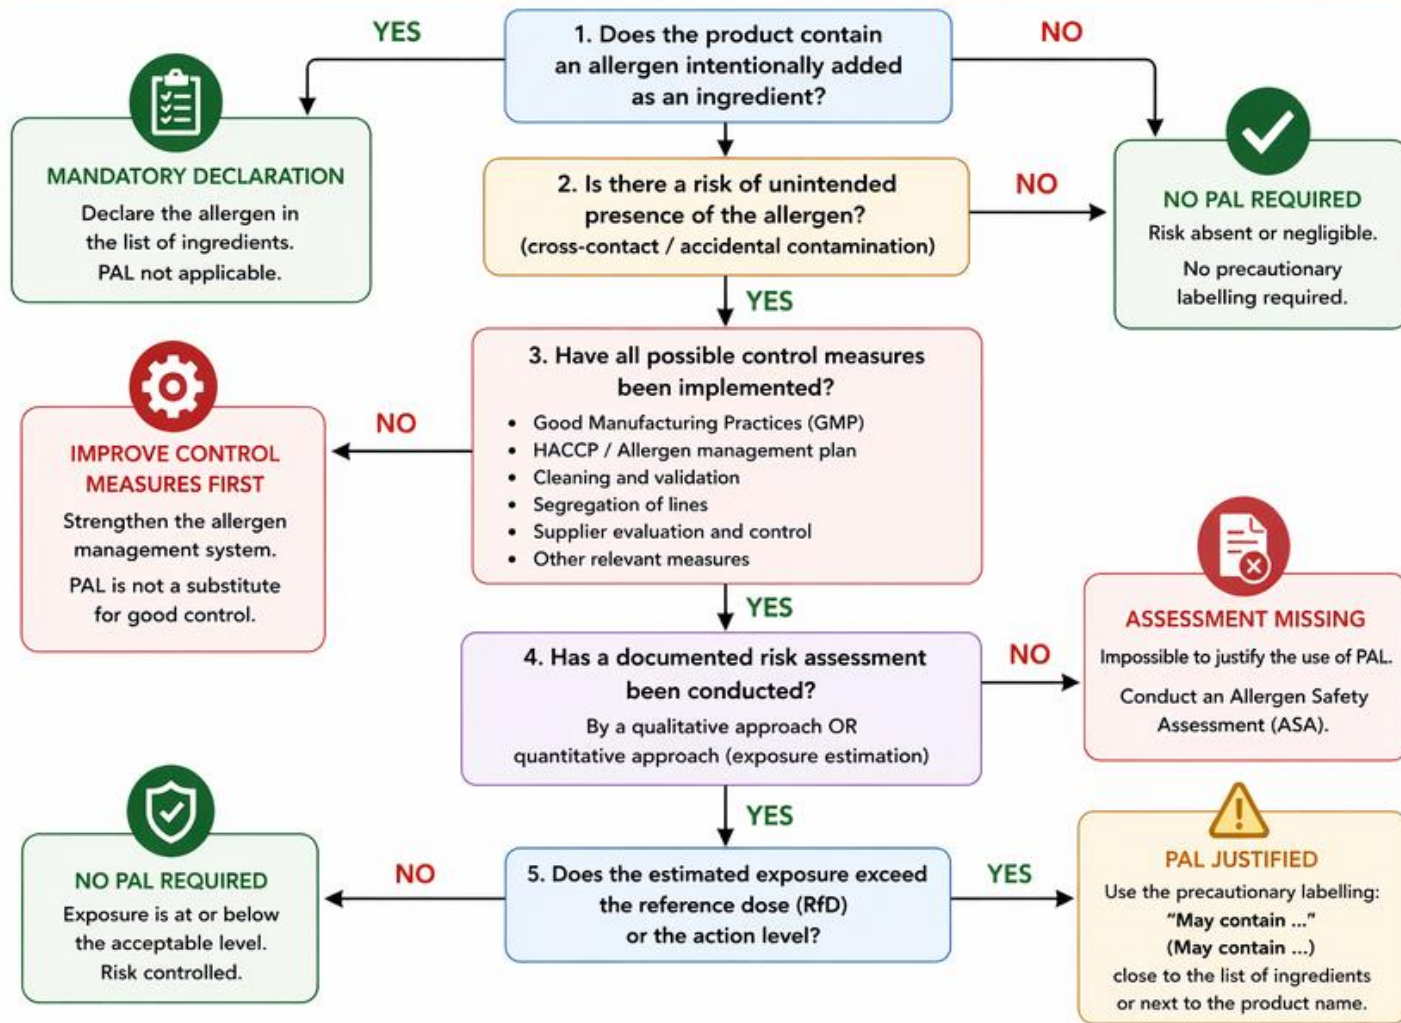 YES
1. Does the product contain
an allergen intentionally added
as an ingredient?
NO
MANDATORY DECLARATION
Declare the allergen in
the list of ingredients.
PAL not applicable.
2. Is there a risk of unintended
presence of the allergen?
(cross-contact / accidental contamination)
NO
NO PAL REQUIRED
Risk absent or negligible.
No precautionary
labelling required.
YES
3. Have all possible control measures
been implemented?
• Good Manufacturing Practices (GMP)
• HACCP / Allergen management plan
• Cleaning and validation
• Segregation of lines
• Supplier evaluation and control
• Other relevant measures
NO
IMPROVE CONTROL
MEASURES FIRST
Strengthen the allergen
management system.
PAL is not a substitute
for good control.
YES
4. Has a documented risk assessment
been conducted?
By a qualitative approach OR
quantitative approach (exposure estimation)
NO
ASSESSMENT MISSING
Impossible to justify the use of PAL.
Conduct an Allergen Safety
Assessment (ASA).
YES
5. Does the estimated exposure exceed
the reference dose (RfD)
or the action level?
NO
NO PAL REQUIRED
Exposure is at or below
the acceptable level.
Risk controlled.
YES
PAL JUSTIFIED
Use the precautionary labelling:
“May contain ...”
(May contain ...)
close to the list of ingredients
or next to the product name.